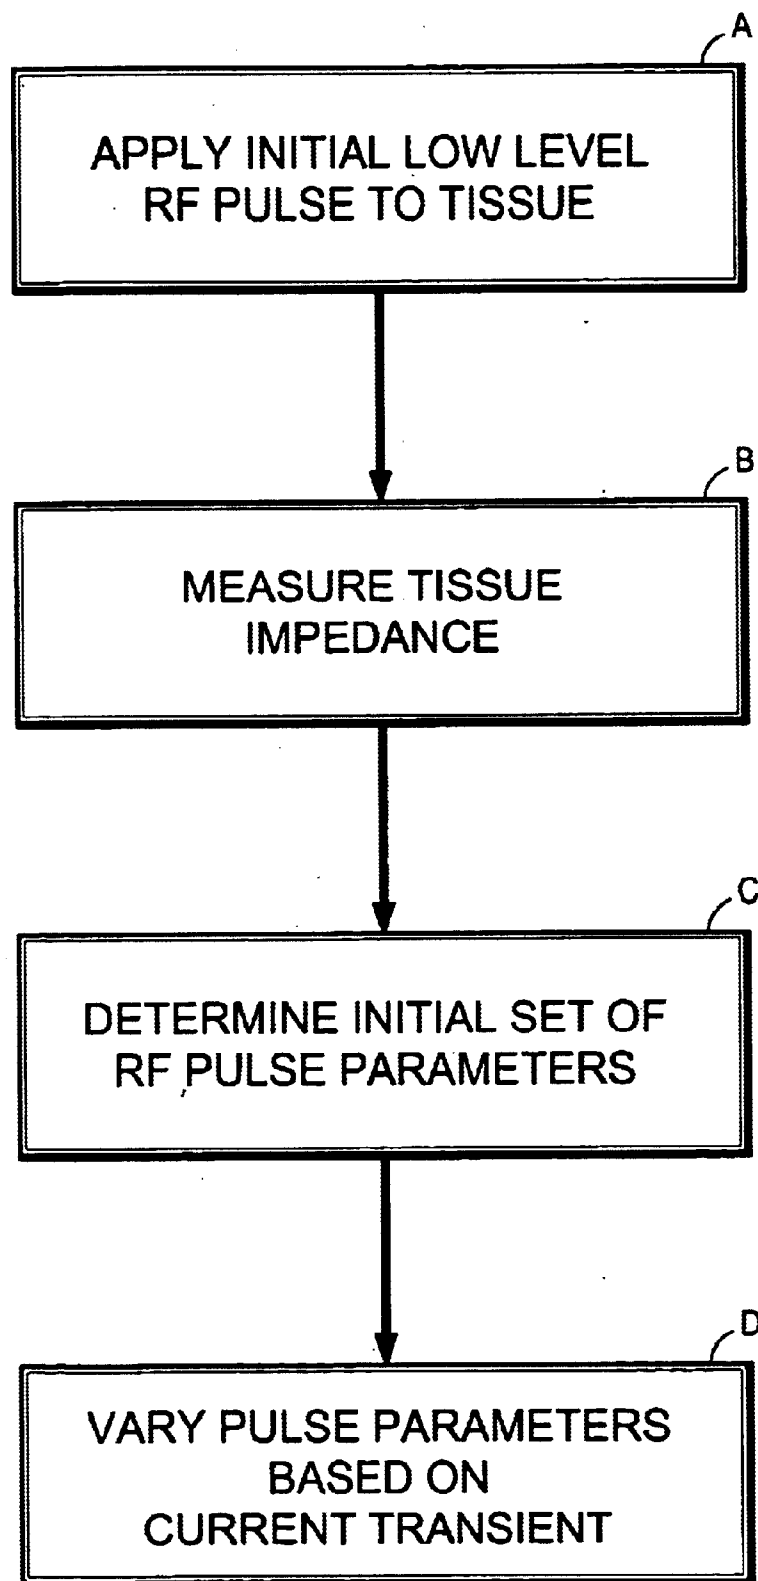 A
APPLY INITIAL LOW LEVEL
RF PULSE TO TISSUE
B
MEASURE TISSUE
IMPEDANCE
C
DETERMINE INITIAL SET OF
RF PULSE PARAMETERS
D
VARY PULSE PARAMETERS
BASED ON
CURRENT TRANSIENT